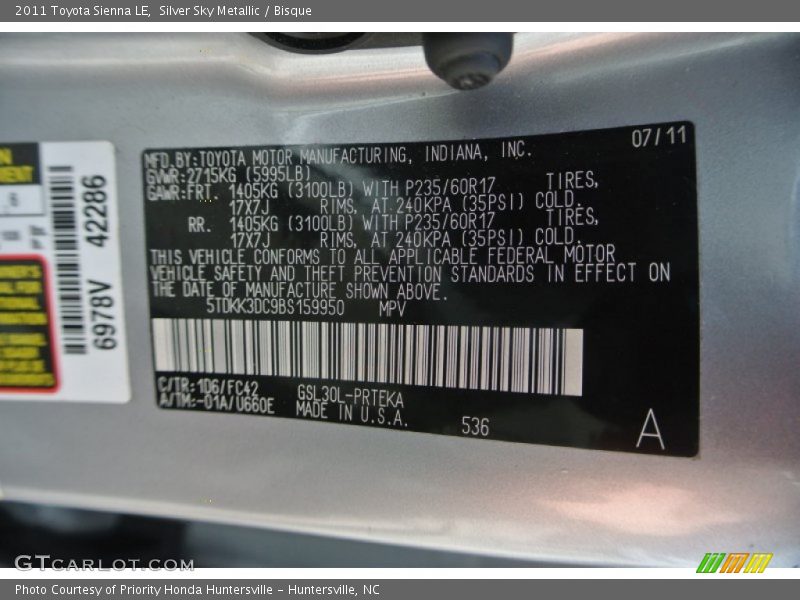 2011 Toyota Sienna LE,  Silver Sky Metallic / Bisque
07/11
MFD.BY:TOYOTA MOTOR MANUFACTURING, INDIANA, INC.
GVWR:2715KG (5995LB)
GAWR:FRT  1405KG (3100LB) WITH P235/60R17  TIRES,
17X7J  RIMS, AT 240KPA (35PSI) COLD.
RR.  1405KG (3100LB) WITH P235/60R17  TIRES,
17X7J  RIMS, AT 240KPA (35PSI) COLD.
THIS VEHICLE CONFORMS TO ALL APPLICABLE FEDERAL MOTOR
VEHICLE SAFETY AND THEFT PREVENTION STANDARDS IN EFFECT ON
THE DATE OF MANUFACTURE SHOWN ABOVE.
5TDKK3DC9BS159950  MPV
C/TR:1D6/FC42  GSL30L-PRTEKA
A/TM:-01A/U660E  MADE IN U.S.A.
536
A
6978V  42286
GTCARLOT.COM
Photo Courtesy of Priority Honda Huntersville - Huntersville, NC